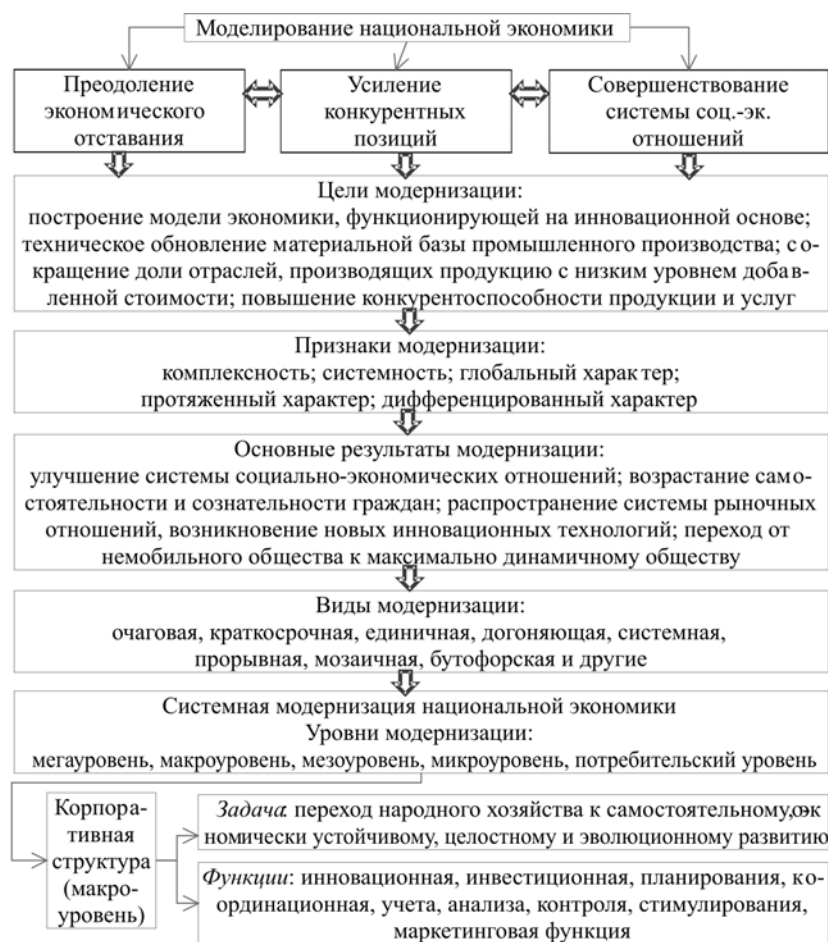 Моделирование национальной экономики
Преодоление
экономического
отставания
Усиление
конкурентных
позиций
Совершенствование
системы соц.-эк.
отношений
Цели модернизации:
построение модели экономики, функционирующей на инновационной основе;
техническое обновление материальной базы промышленного производства; со-
кращение доли отраслей, производящих продукцию с низким уровнем добав-
ленной стоимости; повышение конкурентоспособности продукции и услуг
Признаки модернизации:
комплексность; системность; глобальный характер;
протяженный характер; дифференцированный характер
Основные результаты модернизации:
улучшение системы социально-экономических отношений; возрастание само-
стоятельности и сознательности граждан; распространение системы рыночных
отношений, возникновение новых инновационных технологий; переход от
немобильного общества к максимально динамичному обществу
Виды модернизации:
очаговая, краткосрочная, единичная, догоняющая, системная,
прорывная, мозаичная, бутофорская и другие
Системная модернизация национальной экономики
Уровни модернизации:
мегауровень, макроуровень, мезоуровень, микроуровень, потребительский уровень
Корпора-
тивная
структура
(макро-
уровень)
Задача: переход народного хозяйства к самостоятельному, эко-
номически устойчивому, целостному и эволюционному развитию
Функции: инновационная, инвестиционная, планирования, ко-
ординационная, учета, анализа, контроля, стимулирования,
маркетинговая функция